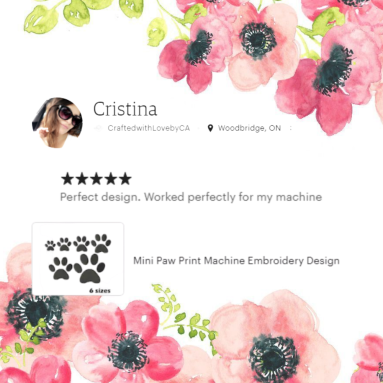 Cristina
CraftedwithLovebyCA Woodbridge, ON
★★★★★
Perfect design. Worked perfectly for my machine
6 sizes
Mini Paw Print Machine Embroidery Design